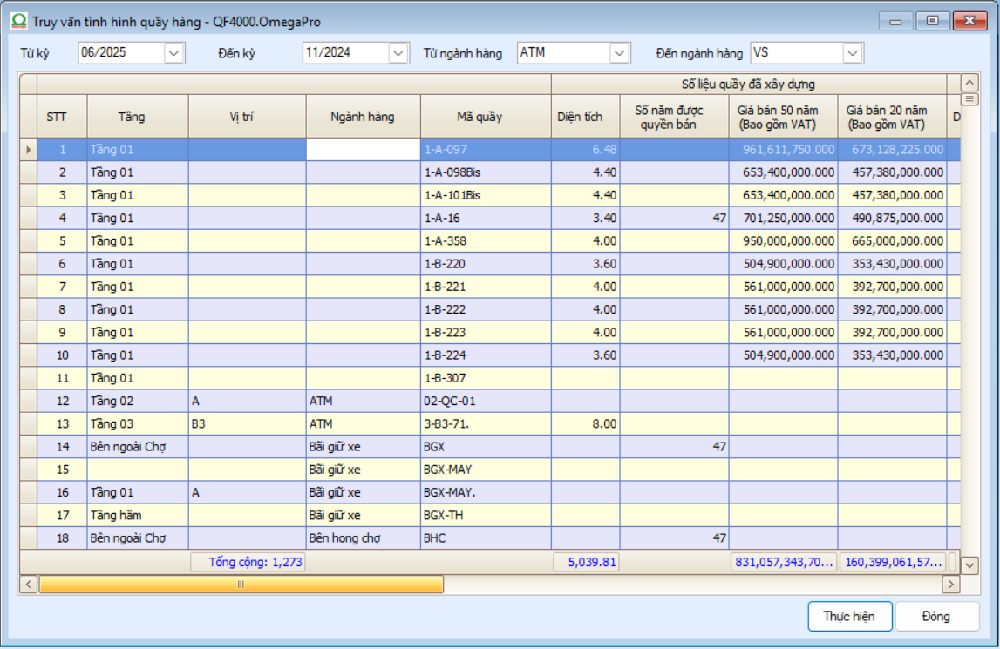 Truy vấn tình hình quầy hàng - QF4000.OmegaPro
Từ kỳ 06/2025 Đến kỳ 11/2024 Từ ngành hàng ATM Đến ngành hàng VS
Số liệu quầy đã xây dựng
STT Tầng Vị trí Ngành hàng Mã quầy Diện tích Số năm được quyền bán Giá bán 50 năm (Bao gồm VAT) Giá bán 20 năm (Bao gồm VAT) D
1 Tầng 01 1-A-097 6.48 961,611,750.000 673,128,225.000
2 Tầng 01 1-A-098Bis 4.40 653,400,000.000 457,380,000.000
3 Tầng 01 1-A-101Bis 4.40 653,400,000.000 457,380,000.000
4 Tầng 01 1-A-16 3.40 47 701,250,000.000 490,875,000.000
5 Tầng 01 1-A-358 4.00 950,000,000.000 665,000,000.000
6 Tầng 01 1-B-220 3.60 504,900,000.000 353,430,000.000
7 Tầng 01 1-B-221 4.00 561,000,000.000 392,700,000.000
8 Tầng 01 1-B-222 4.00 561,000,000.000 392,700,000.000
9 Tầng 01 1-B-223 4.00 561,000,000.000 392,700,000.000
10 Tầng 01 1-B-224 3.60 504,900,000.000 353,430,000.000
11 Tầng 01 1-B-307
12 Tầng 02 A ATM 02-QC-01
13 Tầng 03 B3 ATM 3-B3-71. 8.00
14 Bên ngoài Chợ Bãi giữ xe BGX 47
15 Bãi giữ xe BGX-MAY
16 Tầng 01 A Bãi giữ xe BGX-MAY.
17 Tầng hầm Bãi giữ xe BGX-TH
18 Bên ngoài Chợ Bên hong chợ BHC 47
Tổng cộng: 1,273 5,039.81 831,057,343,70... 160,399,061,57...
Thực hiện Đóng